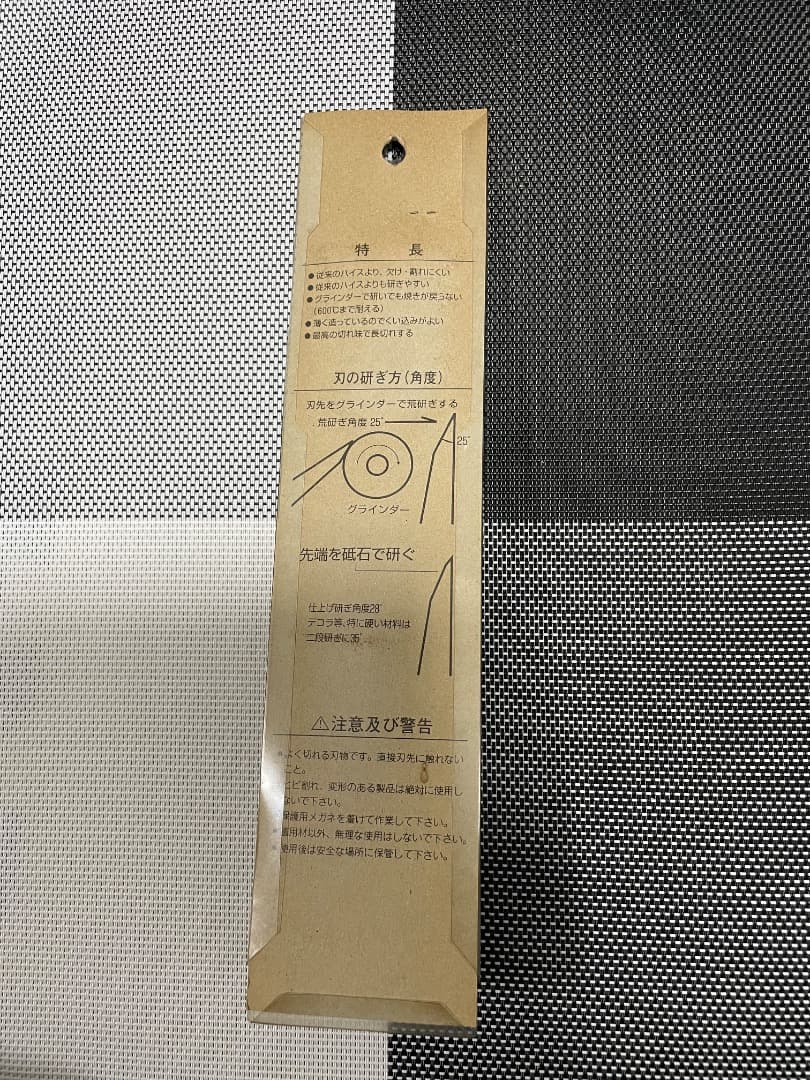 特 長
●従来のハイスより、欠け・割れにくい
●従来のハイスよりも研ぎやすい
●グラインダーで研いでも焼きが戻らない
(600℃まで耐える)
●薄く造っているのでくい込みがよい
●最高の切れ味で長切れする
刃の研ぎ方(角度)
刃先をグラインダーで荒研ぎする
荒研ぎ角度 25°
25°
グラインダー
先端を砥石で研ぐ
仕上げ研ぎ角度28°
デコラ等、特に硬い材料は
二段研ぎに35°
⚠注意及び警告
●よく切れる刃物です。直接刃先に触れない
こと。
ヒビ割れ、変形のある製品は絶対に使用し
ないで下さい。
保護用メガネを着けて作業して下さい。
用材以外、無理な使用はしないで下さい。
使用後は安全な場所に保管して下さい。